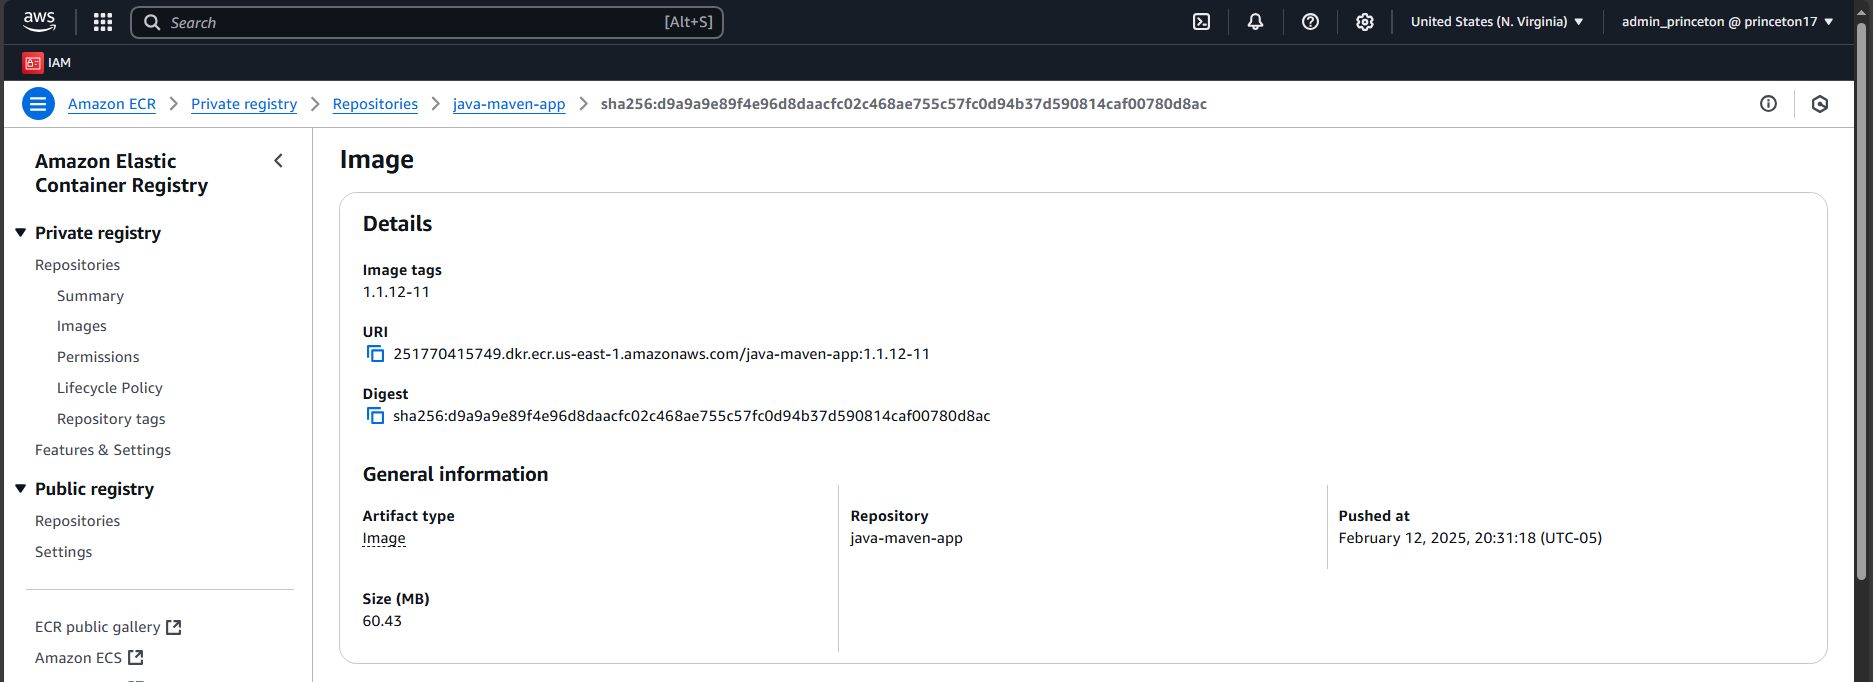 aws
Search [Alt+S]
United States (N. Virginia)
admin_princeton @ princeton17
IAM
Amazon ECR
Private registry
Repositories
java-maven-app
sha256:d9a9a9e89f4e96d8daacfc02c468ae755c57fc0d94b37d590814caf00780d8ac
Amazon Elastic
Container Registry
Private registry
Repositories
Summary
Images
Permissions
Lifecycle Policy
Repository tags
Features & Settings
Public registry
Repositories
Settings
ECR public gallery
Amazon ECS
Image
Details
Image tags
1.1.12-11
URI
251770415749.dkr.ecr.us-east-1.amazonaws.com/java-maven-app:1.1.12-11
Digest
sha256:d9a9a9e89f4e96d8daacfc02c468ae755c57fc0d94b37d590814caf00780d8ac
General information
Artifact type
Image
Repository
java-maven-app
Pushed at
February 12, 2025, 20:31:18 (UTC-05)
Size (MB)
60.43